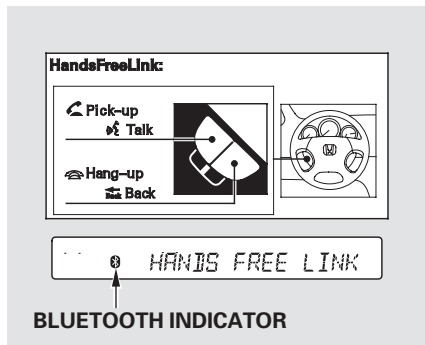 HandsFreeLink:
Pick-up
Talk
Hang-up
Back
HANDS FREE LINK
BLUETOOTH INDICATOR